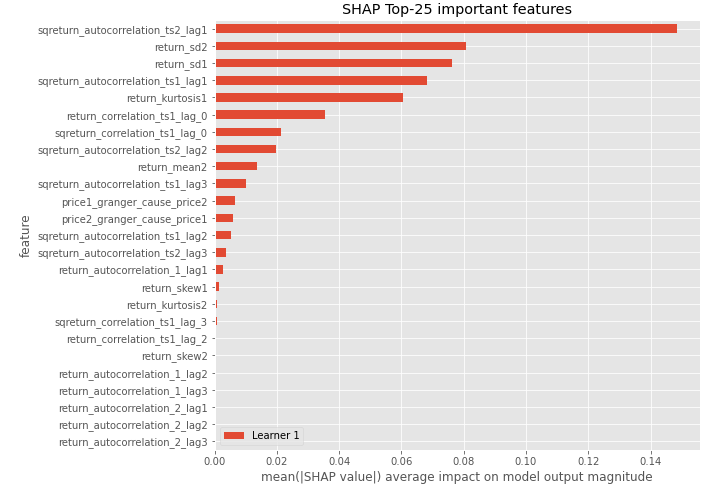 SHAP Top-25 important features
sqreturn_autocorrelation_ts2_lag1
return_sd2
return_sd1
sqreturn_autocorrelation_ts1_lag1
return_kurtosis1
return_correlation_ts1_lag_0
sqreturn_correlation_ts1_lag_0
sqreturn_autocorrelation_ts2_lag2
return_mean2
sqreturn_autocorrelation_ts1_lag3
price1_granger_cause_price2
price2_granger_cause_price1
sqreturn_autocorrelation_ts1_lag2
sqreturn_autocorrelation_ts2_lag3
return_autocorrelation_1_lag1
return_skew1
return_kurtosis2
sqreturn_correlation_ts1_lag_3
return_correlation_ts1_lag_2
return_skew2
return_autocorrelation_1_lag2
return_autocorrelation_1_lag3
return_autocorrelation_2_lag1
return_autocorrelation_2_lag2
return_autocorrelation_2_lag3
feature
Learner 1
0.00 0.02 0.04 0.06 0.08 0.10 0.12 0.14
mean(|SHAP value|) average impact on model output magnitude